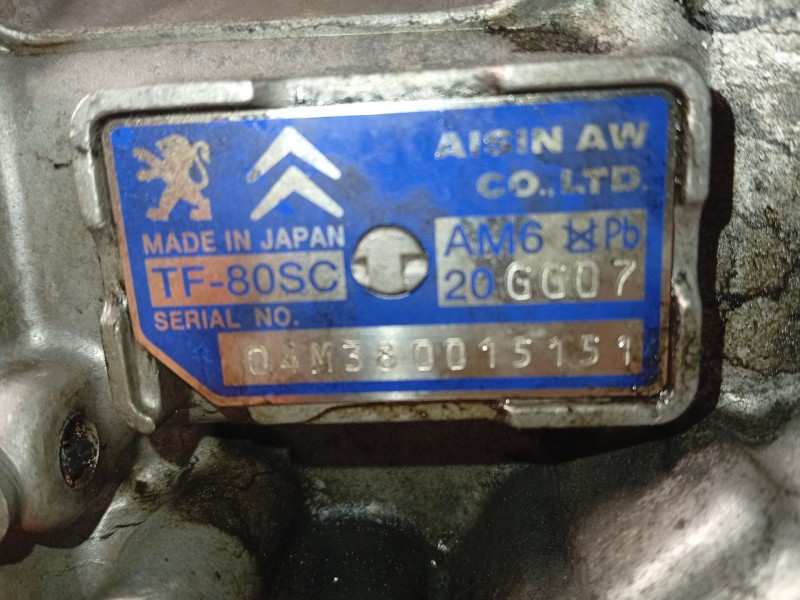 AISIN AW
CO., LTD.
MADE IN JAPAN
AM6 Pb
TF-80SC
20 GG07
SERIAL NO.
04M380015151